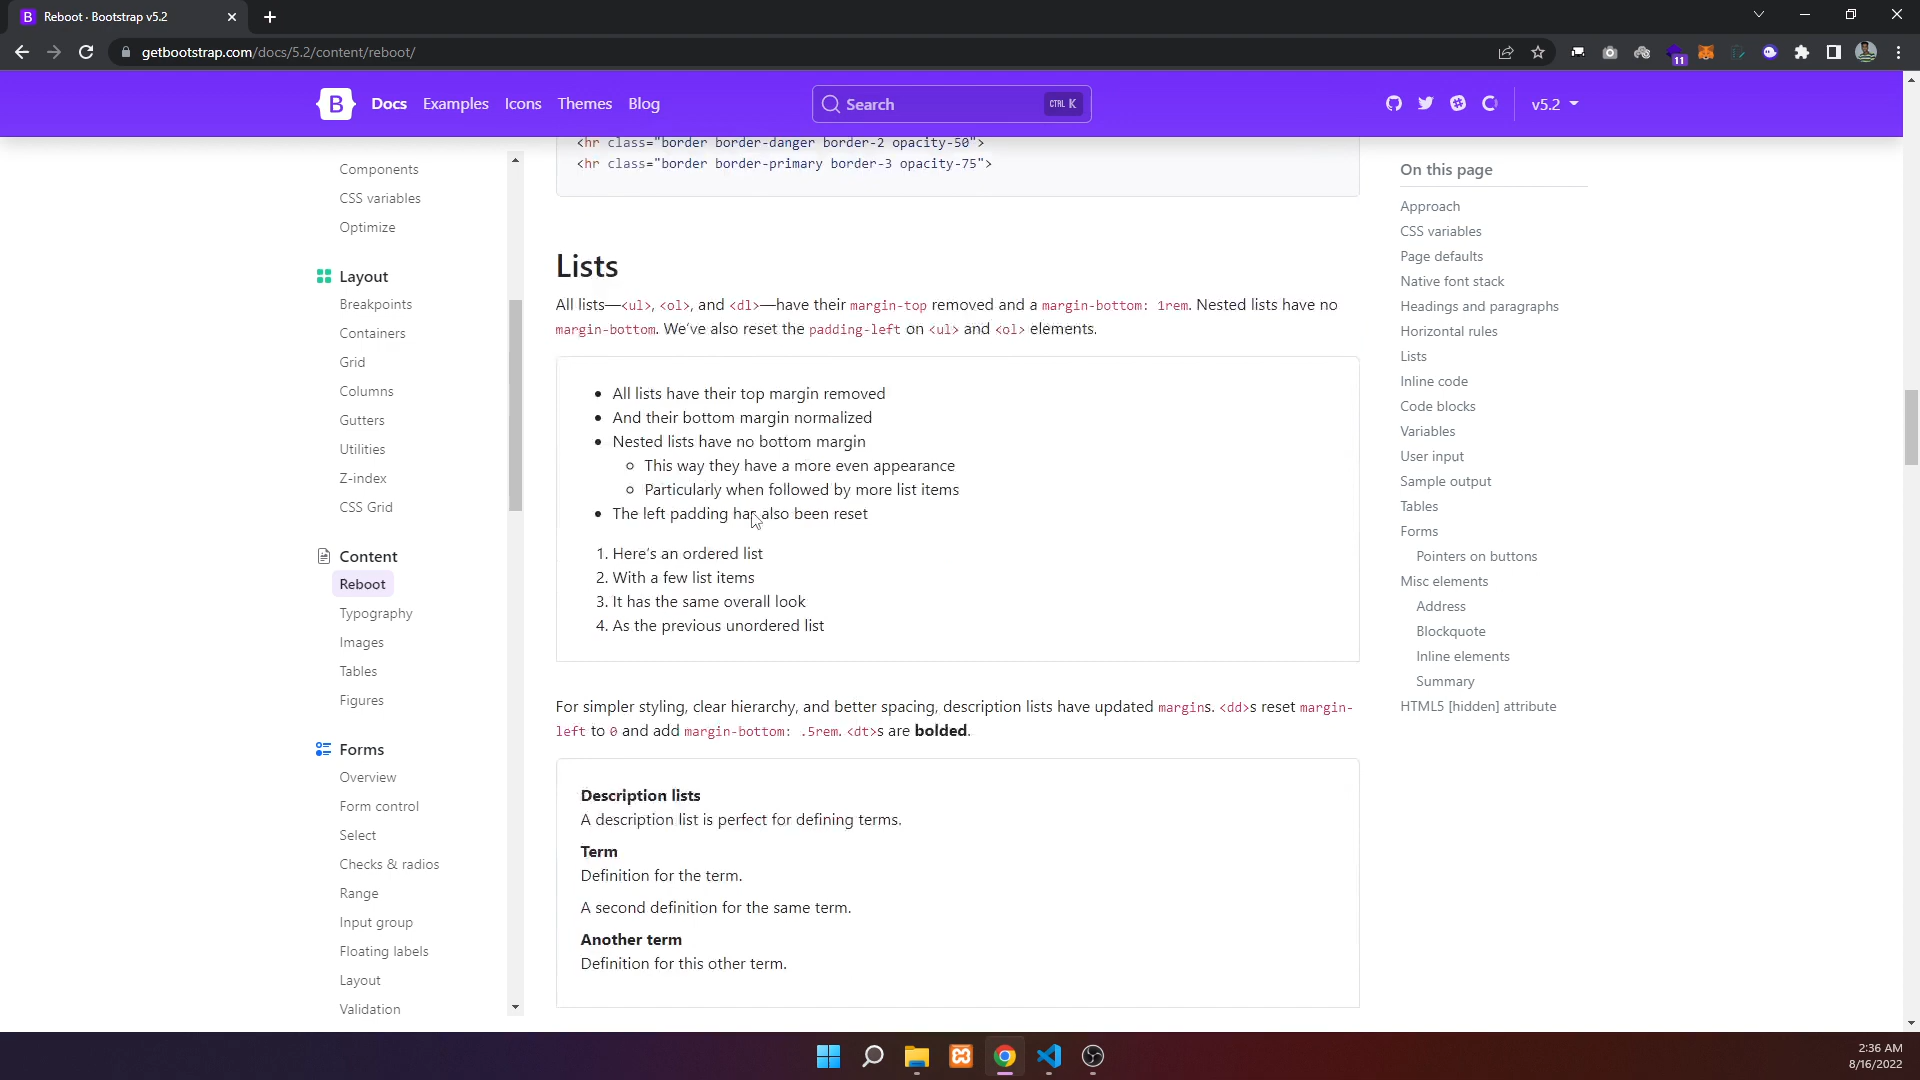 Reboot · Bootstrap v5.2
getbootstrap.com/docs/5.2/content/reboot/
11
B Docs Examples Icons Themes Blog
Search CTRL K
v5.2
Components
CSS variables
Optimize
Layout
Breakpoints
Containers
Grid
Columns
Gutters
Utilities
Z-index
CSS Grid
Content
Reboot
Typography
Images
Tables
Figures
Forms
Overview
Form control
Select
Checks & radios
Range
Input group
Floating labels
Layout
Validation
<hr class="border border-danger border-2 opacity-50">
<hr class="border border-primary border-3 opacity-75">
Lists
All lists—<ul>, <ol>, and <dl>—have their margin-top removed and a margin-bottom: 1rem. Nested lists have no
margin-bottom. We’ve also reset the padding-left on <ul> and <ol> elements.
• All lists have their top margin removed
• And their bottom margin normalized
• Nested lists have no bottom margin
◦ This way they have a more even appearance
◦ Particularly when followed by more list items
• The left padding has also been reset
1. Here’s an ordered list
2. With a few list items
3. It has the same overall look
4. As the previous unordered list
For simpler styling, clear hierarchy, and better spacing, description lists have updated margins. <dd>s reset margin-
left to 0 and add margin-bottom: .5rem. <dt>s are bolded.
Description lists
A description list is perfect for defining terms.
Term
Definition for the term.
A second definition for the same term.
Another term
Definition for this other term.
On this page
Approach
CSS variables
Page defaults
Native font stack
Headings and paragraphs
Horizontal rules
Lists
Inline code
Code blocks
Variables
User input
Sample output
Tables
Forms
Pointers on buttons
Misc elements
Address
Blockquote
Inline elements
Summary
HTML5 [hidden] attribute
2:36 AM
8/16/2022